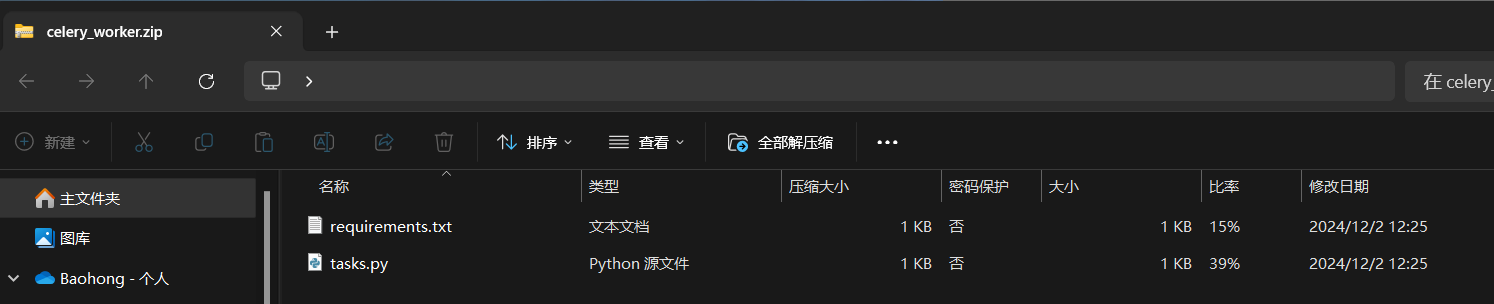 celery_worker.zip
在 celery_
新建
排序
查看
全部解压缩
名称 类型 压缩大小 密码保护 大小 比率 修改日期
主文件夹
requirements.txt 文本文档 1 KB 否 1 KB 15% 2024/12/2 12:25
图库
tasks.py Python 源文件 1 KB 否 1 KB 39% 2024/12/2 12:25
Baohong - 个人